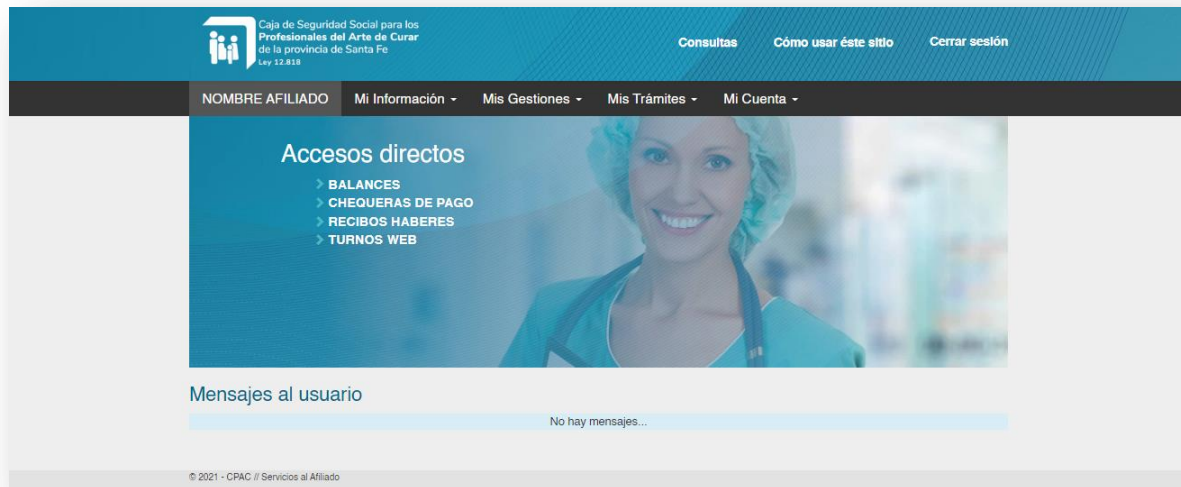 Caja de Seguridad Social para los
Profesionales del Arte de Curar
de la provincia de Santa Fe
Ley 12.818
Consultas Cómo usar éste sitio Cerrar sesión
NOMBRE AFILIADO Mi Información Mis Gestiones Mis Trámites Mi Cuenta
Accesos directos
BALANCES
CHEQUERAS DE PAGO
RECIBOS HABERES
TURNOS WEB
Mensajes al usuario
No hay mensajes...
© 2021 - CPAC // Servicios al Afiliado